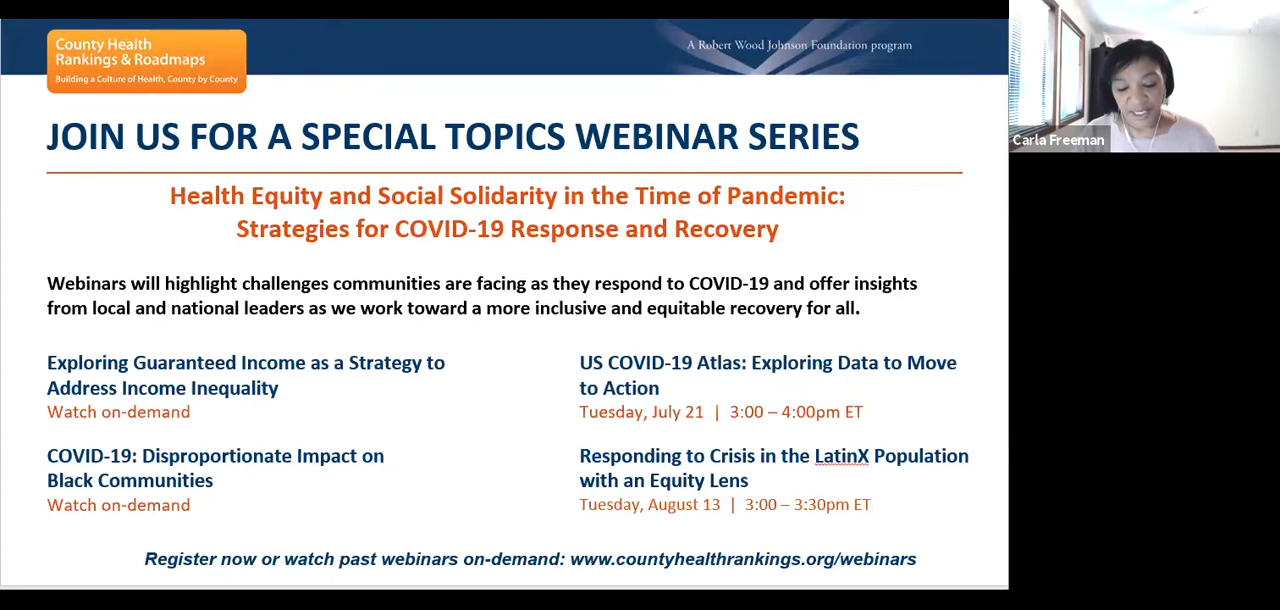 County Health
Rankings & Roadmaps
Building a Culture of Health, County by County
A Robert Wood Johnson Foundation program
Carla Freeman
JOIN US FOR A SPECIAL TOPICS WEBINAR SERIES
Health Equity and Social Solidarity in the Time of Pandemic:
Strategies for COVID-19 Response and Recovery
Webinars will highlight challenges communities are facing as they respond to COVID-19 and offer insights
from local and national leaders as we work toward a more inclusive and equitable recovery for all.
Exploring Guaranteed Income as a Strategy to
Address Income Inequality
Watch on-demand
COVID-19: Disproportionate Impact on
Black Communities
Watch on-demand
US COVID-19 Atlas: Exploring Data to Move
to Action
Tuesday, July 21 | 3:00 – 4:00pm ET
Responding to Crisis in the LatinX Population
with an Equity Lens
Tuesday, August 13 | 3:00 – 3:30pm ET
Register now or watch past webinars on-demand: www.countyhealthrankings.org/webinars